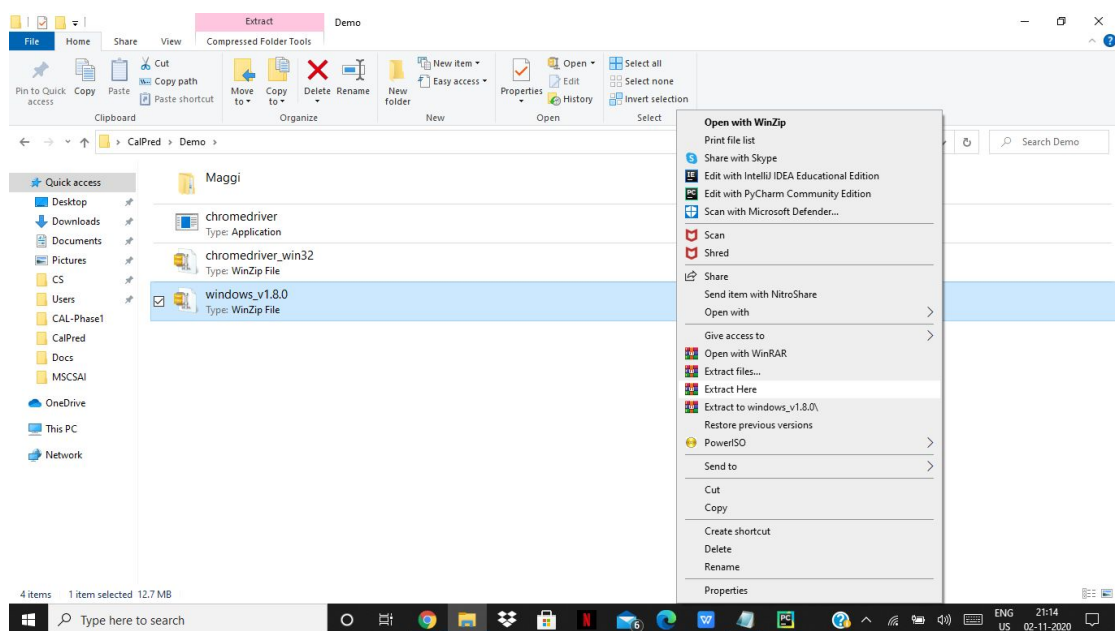 Extract
Demo
File
Home
Share
View
Compressed Folder Tools
Pin to Quick access
Copy
Paste
Cut
Copy path
Paste shortcut
Clipboard
Move to
Copy to
Delete
Rename
Organize
New folder
New item
Easy access
New
Properties
Open
Edit
History
Open
Select all
Select none
Invert selection
Select
CalPred > Demo >
Search Demo
Quick access
Desktop
Downloads
Documents
Pictures
CS
Users
CAL-Phase1
CalPred
Docs
MSCSAI
OneDrive
This PC
Network
Maggi
chromedriver
Type: Application
chromedriver_win32
Type: WinZip File
windows_v1.8.0
Type: WinZip File
Open with WinZip
Print file list
Share with Skype
Edit with IntelliJ IDEA Educational Edition
Edit with PyCharm Community Edition
Scan with Microsoft Defender...
Scan
Shred
Share
Send item with NitroShare
Open with
Give access to
Open with WinRAR
Extract files...
Extract Here
Extract to windows_v1.8.0\
Restore previous versions
PowerISO
Send to
Cut
Copy
Create shortcut
Delete
Rename
Properties
4 items 1 item selected 12.7 MB
Type here to search
6
ENG
US
21:14
02-11-2020